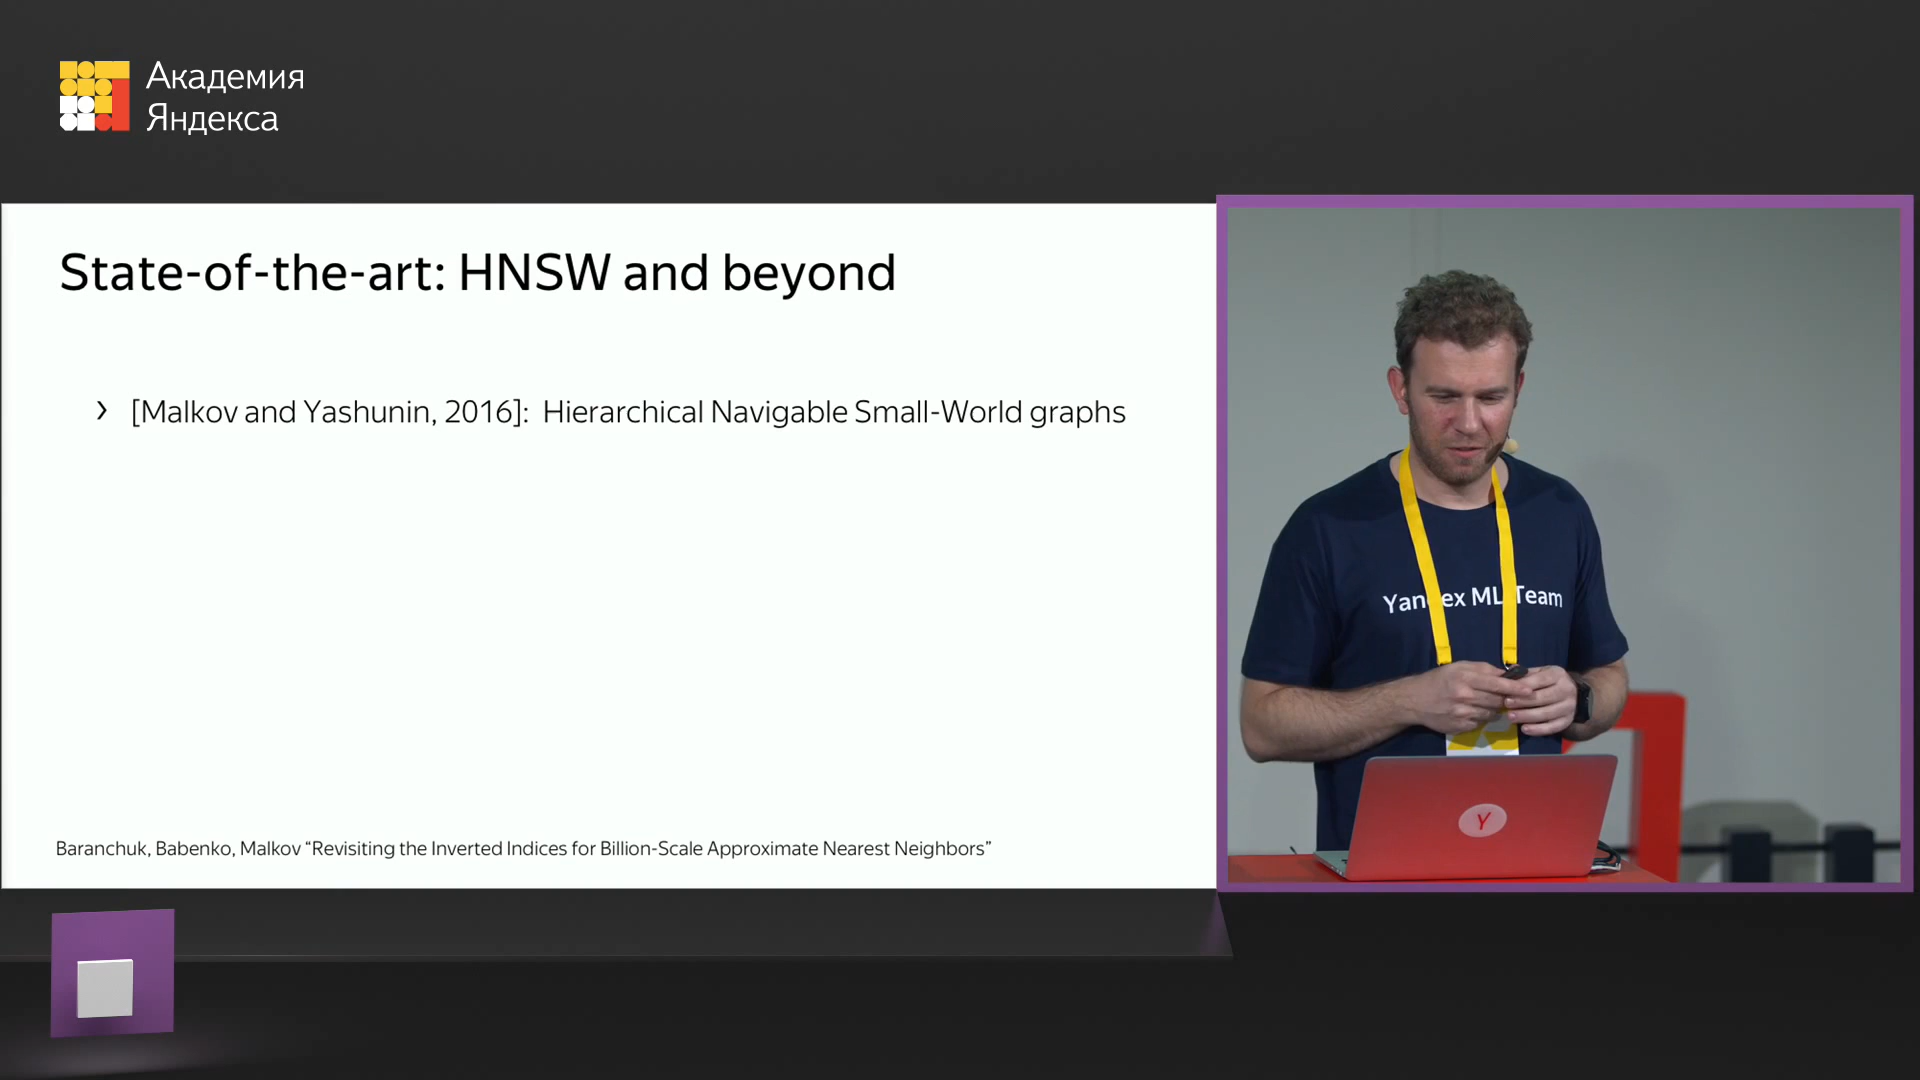 Академия
Яндекса
State-of-the-art: HNSW and beyond
› [Malkov and Yashunin, 2016]: Hierarchical Navigable Small-World graphs
Baranchuk, Babenko, Malkov “Revisiting the Inverted Indices for Billion-Scale Approximate Nearest Neighbors”
Yandex ML Team
Y